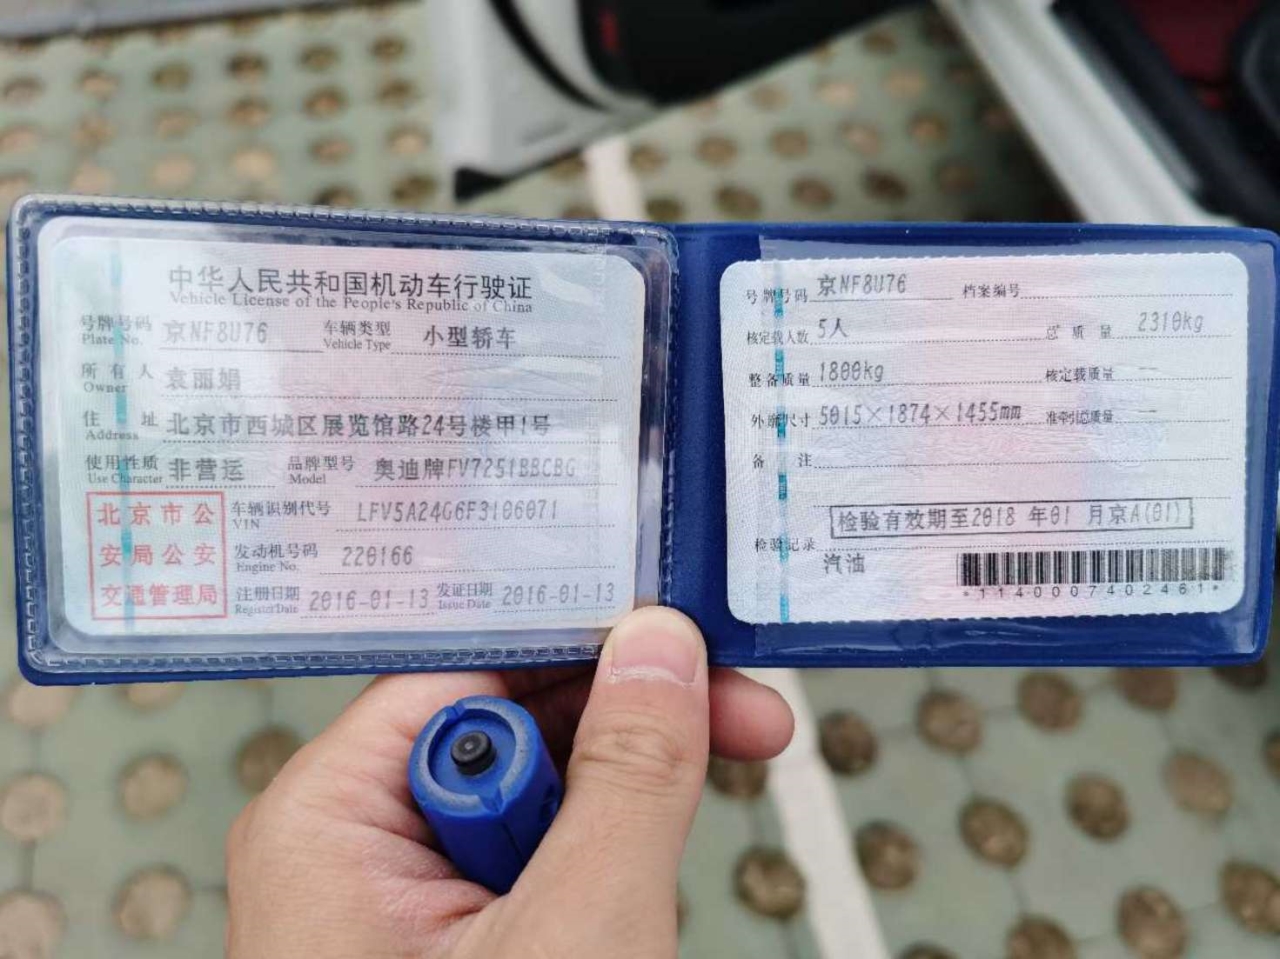 中华人民共和国机动车行驶证
Vehicle License of the People's Republic of China
号牌号码 京NF8U76 车辆类型 小型轿车
Plate No. Vehicle Type
所有人 袁丽娟
Owner
住址 北京市西城区展览馆路24号楼甲1号
Address
使用性质 非营运 品牌型号 奥迪牌FV7251BBCBG
Use Character Model
北京市公
安局公安
交通管理局
车辆识别代号 LFV5A24G6F3106071
VIN
发动机号码 220166
Engine No.
注册日期 2016-01-13 发证日期 2016-01-13
Register Date Issue Date
号牌号码 京NF8U76 档案编号
核定载人数 5人 总质量 2310kg
整备质量 1800kg 核定载质量 —
外廓尺寸 5015×1874×1455mm 准牵引总质量 —
备注
检验有效期至2018 年01 月京A(01)
检验记录
汽油
*1140007402461*